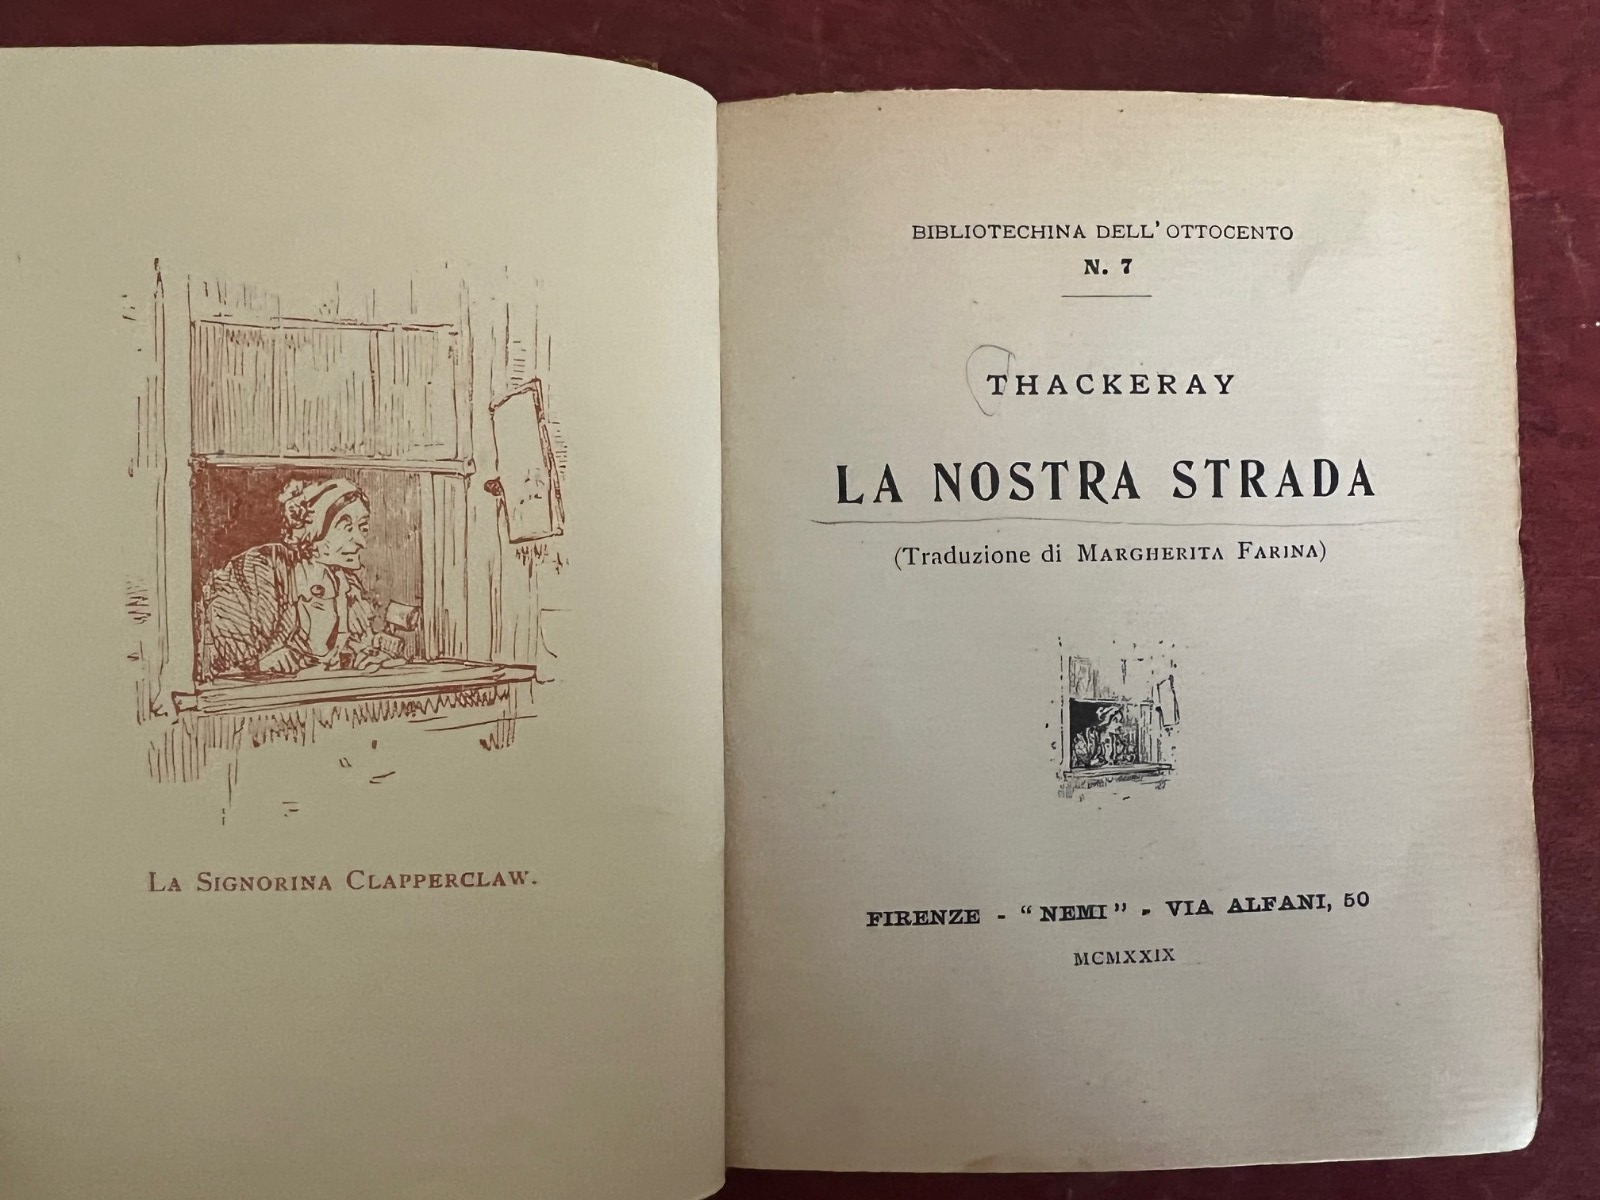 La Signorina Clapperclaw.
BIBLIOTECHINA DELL' OTTOCENTO
N. 7
THACKERAY
LA NOSTRA STRADA
(Traduzione di MARGHERITA FARINA)
FIRENZE - "NEMI" - VIA ALFANI, 50
MCMXXIX